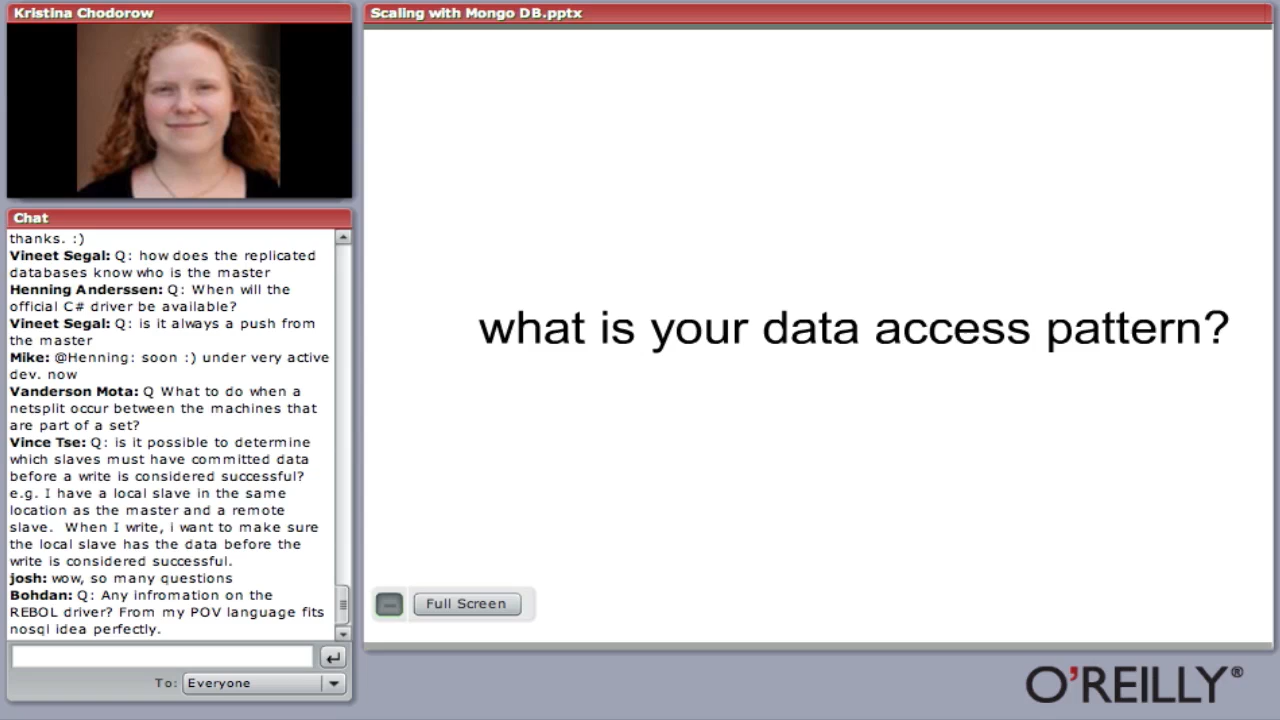 Kristina Chodorow
Scaling with Mongo DB.pptx
Chat
thanks. :)
Vineet Segal: Q: how does the replicated
databases know who is the master
Henning Anderssen: Q: When will the
official C# driver be available?
Vineet Segal: Q: is it always a push from
the master
Mike: @Henning: soon :) under very active
dev. now
Vanderson Mota: Q What to do when a
netsplit occur between the machines that
are part of a set?
Vince Tse: Q: is it possible to determine
which slaves must have committed data
before a write is considered successful?
e.g. I have a local slave in the same
location as the master and a remote
slave.  When I write, i want to make sure
the local slave has the data before the
write is considered successful.
josh: wow, so many questions
Bohdan: Q: Any infromation on the
REBOL driver? From my POV language fits
nosql idea perfectly.
To: Everyone
what is your data access pattern?
Full Screen
O'REILLY®